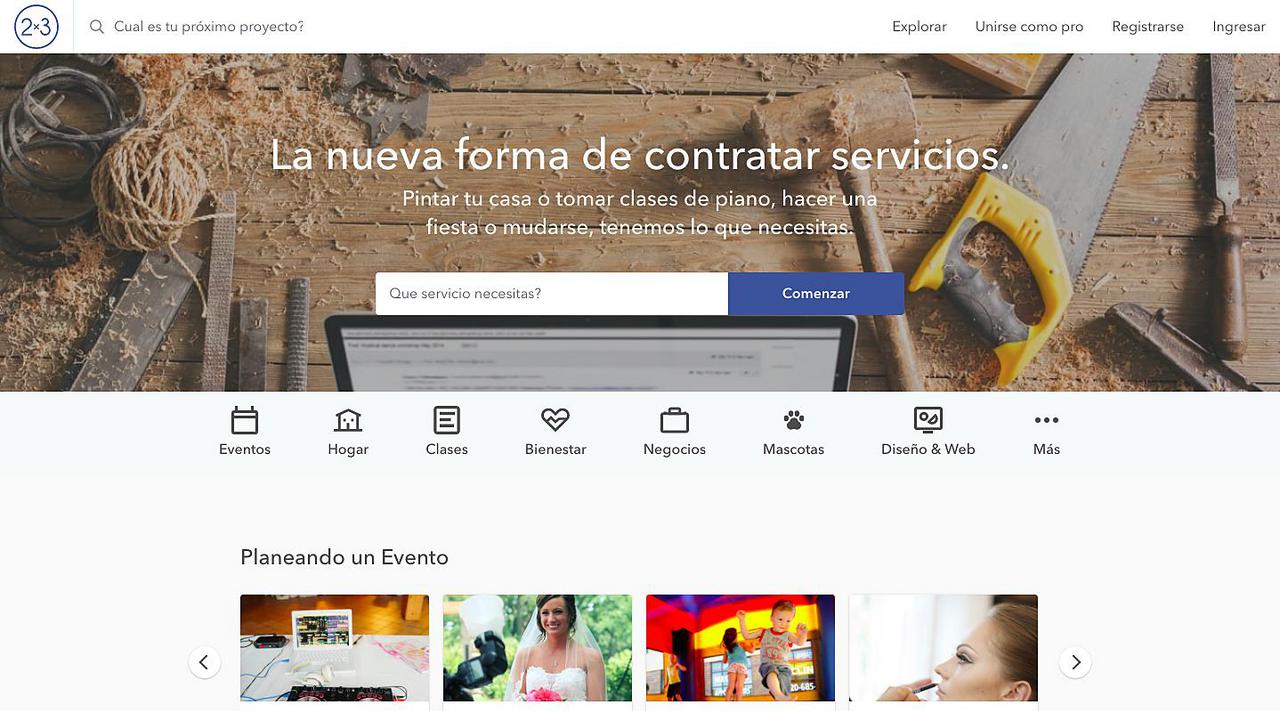 2×3
Cual es tu próximo proyecto?
Explorar
Unirse como pro
Registrarse
Ingresar
La nueva forma de contratar servicios.
Pintar tu casa o tomar clases de piano, hacer una
fiesta o mudarse, tenemos lo que necesitas.
Que servicio necesitas?
Comenzar
Eventos
Hogar
Clases
Bienestar
Negocios
Mascotas
Diseño & Web
Más
Planeando un Evento